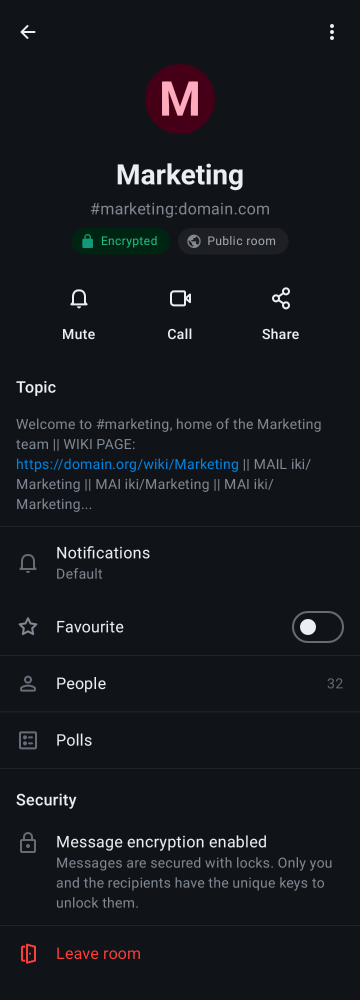 M
Marketing
#marketing:domain.com
Encrypted
Public room
Mute
Call
Share
Topic
Welcome to #marketing, home of the Marketing
team || WIKI PAGE:
https://domain.org/wiki/Marketing || MAIL iki/
Marketing || MAI iki/Marketing || MAI iki/
Marketing...
Notifications
Default
Favourite
People 32
Polls
Security
Message encryption enabled
Messages are secured with locks. Only you
and the recipients have the unique keys to
unlock them.
Leave room